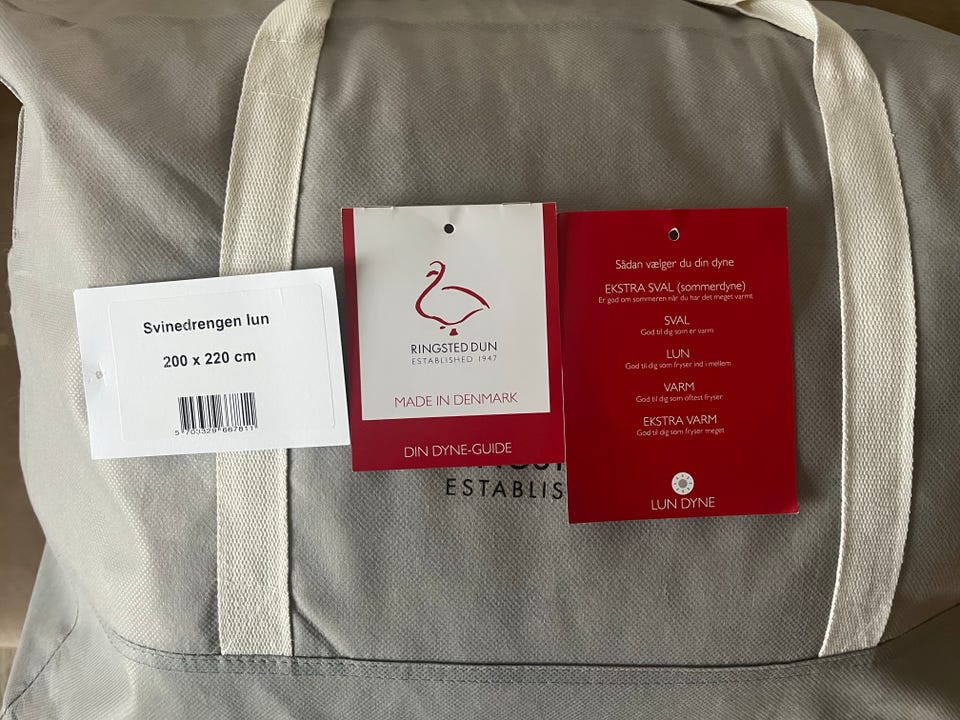 Svinedrengen lun
200 x 220 cm
5 703329 667811
RINGSTED DUN
ESTABLISHED 1947
MADE IN DENMARK
DIN DYNE-GUIDE
Sådan vælger du din dyne
EKSTRA SVAL (sommerdyne)
Er god om sommeren når du har det meget varmt
SVAL
God til dig som er varm
LUN
God til dig som fryser ind i mellem
VARM
God til dig som oftest fryser
EKSTRA VARM
God til dig som fryser meget
LUN DYNE
ESTABLIS